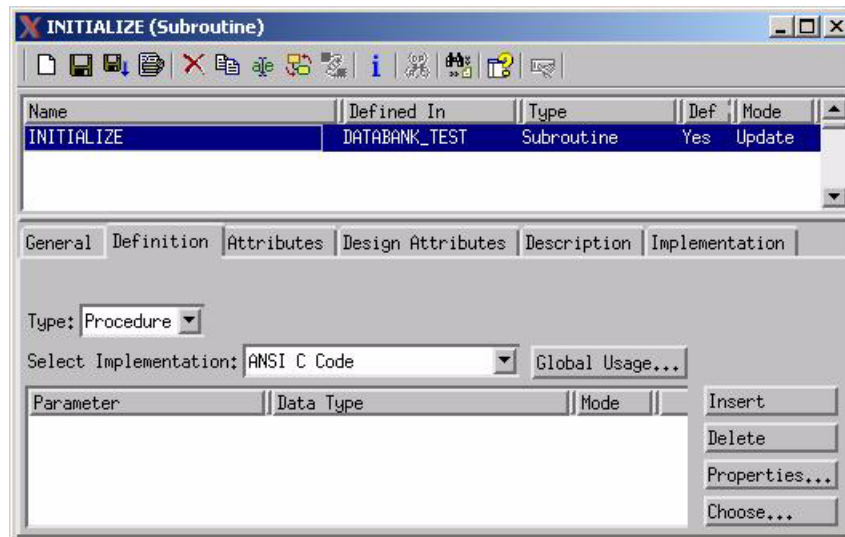 INITIALIZE (Subroutine)
Name Defined In Type Def Mode
INITIALIZE DATABANK_TEST Subroutine Yes Update
General Definition Attributes Design Attributes Description Implementation
Type: Procedure
Select Implementation: ANSI C Code Global Usage...
Parameter Data Type Mode
Insert
Delete
Properties...
Choose...